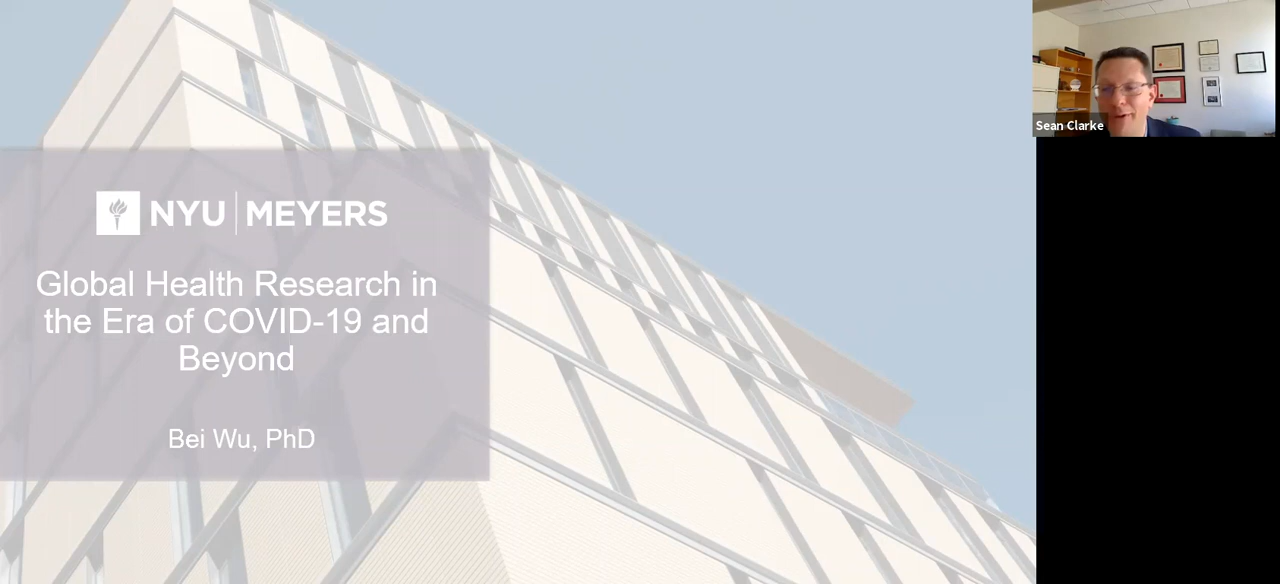 NYU | MEYERS
Global Health Research in
the Era of COVID-19 and
Beyond
Bei Wu, PhD
Sean Clarke